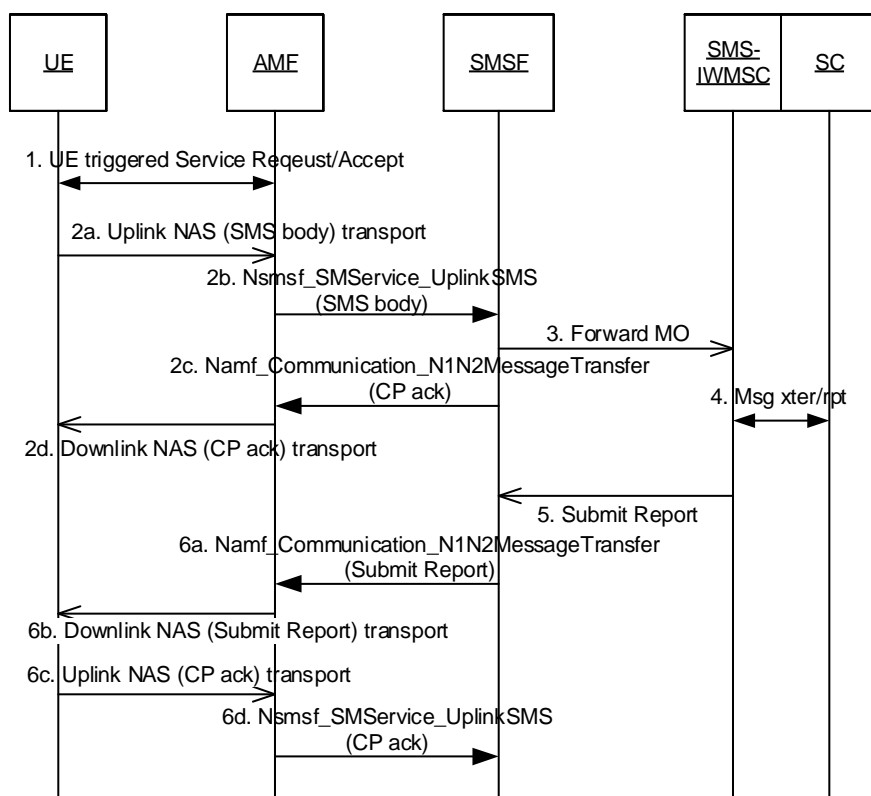 UE
AMF
SMSF
SMS-
IWMSC
SC
1. UE triggered Service Reqeust/Accept
2a. Uplink NAS (SMS body) transport
2b. Nsmsf_SMService_UplinkSMS
(SMS body)
3. Forward MO
2c. Namf_Communication_N1N2MessageTransfer
(CP ack)
4. Msg xter/rpt
2d. Downlink NAS (CP ack) transport
5. Submit Report
6a. Namf_Communication_N1N2MessageTransfer
(Submit Report)
6b. Downlink NAS (Submit Report) transport
6c. Uplink NAS (CP ack) transport
6d. Nsmsf_SMService_UplinkSMS
(CP ack)